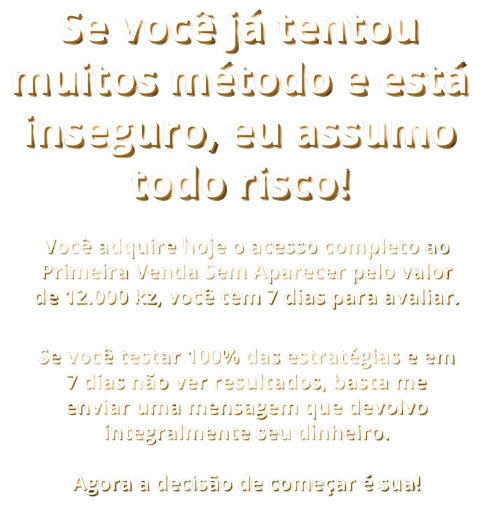 Se você já tentou
muitos método e está
inseguro, eu assumo
todo risco!
Você adquire hoje o acesso completo ao
Primeira Venda Sem Aparecer pelo valor
de 12.000 kz, você tem 7 dias para avaliar.
Se você testar 100% das estratégias e em
7 dias não ver resultados, basta me
enviar uma mensagem que devolvo
integralmente seu dinheiro.
Agora a decisão de começar é sua!